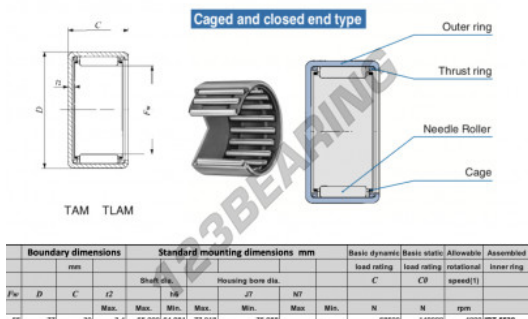 Caged and closed end type
C
Outer ring
t2
Thrust ring
D
Fw
Needle Roller
Cage
TAM TLAM
123BEARING
Boundary dimensions Standard mounting dimensions mm Basic dynamic Basic static Allowable Assembled
mm load rating load rating rotational inner ring
Shaft dia. Housing bore dia. C C0 speed(1)
Fw D C t2 h6 J7 N7
Max. Max. Min. Max. Min. Max Min. N N rpm